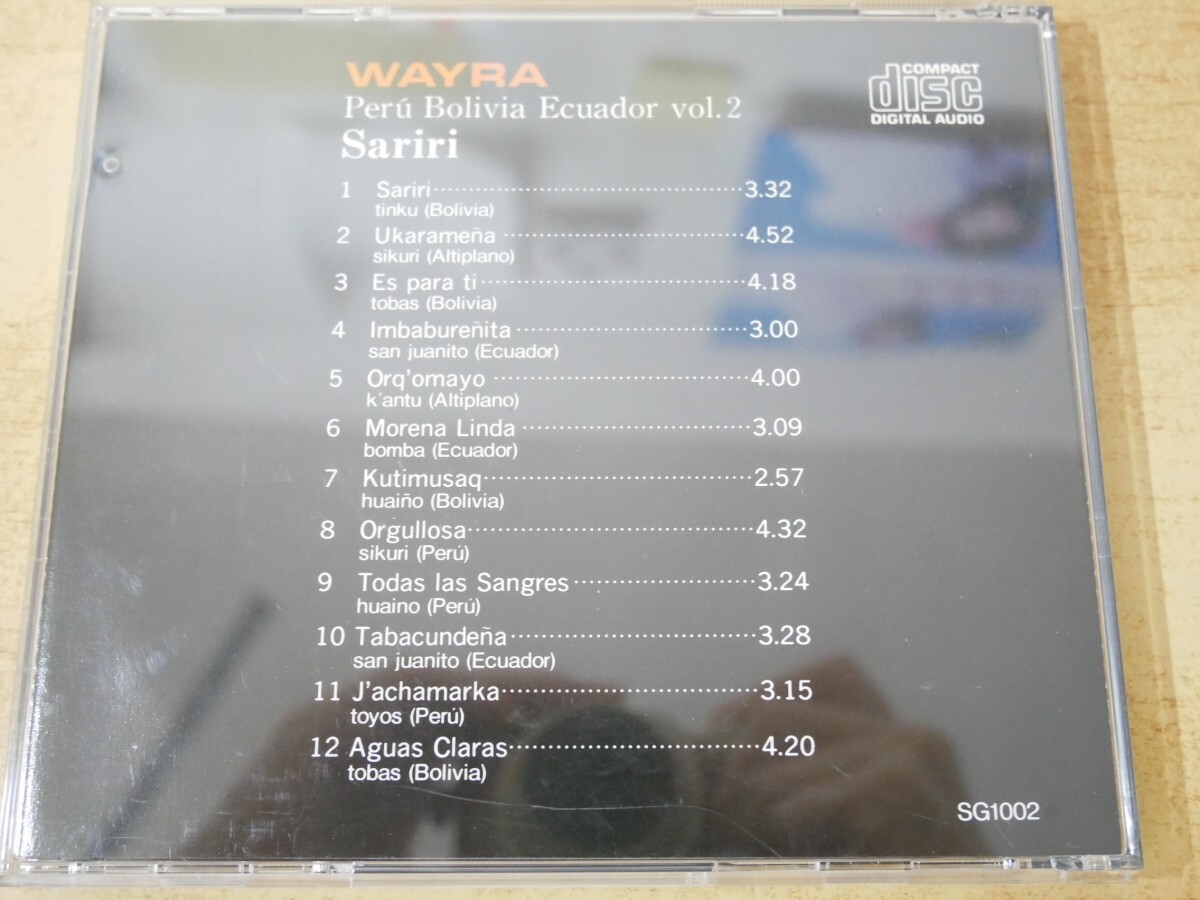 WAYRA
Perú Bolivia Ecuador vol.2
Sariri
COMPACT
disc
DIGITAL AUDIO
1 Sariri 3.32
tinku (Bolivia)
2 Ukarameña 4.52
sikuri (Altiplano)
3 Es para tí 4.18
tobas (Bolivia)
4 Imbabureñita 3.00
san juanito (Ecuador)
5 Orq'omayo 4.00
k'antu (Altiplano)
6 Morena Linda 3.09
bomba (Ecuador)
7 Kutimusaq 2.57
huaiño (Bolivia)
8 Orgullosa 4.32
sikuri (Perú)
9 Todas las Sangres 3.24
huaino (Perú)
10 Tabacundeña 3.28
san juanito (Ecuador)
11 J'achamarka 3.15
toyos (Perú)
12 Aguas Claras 4.20
tobas (Bolivia)
SG1002